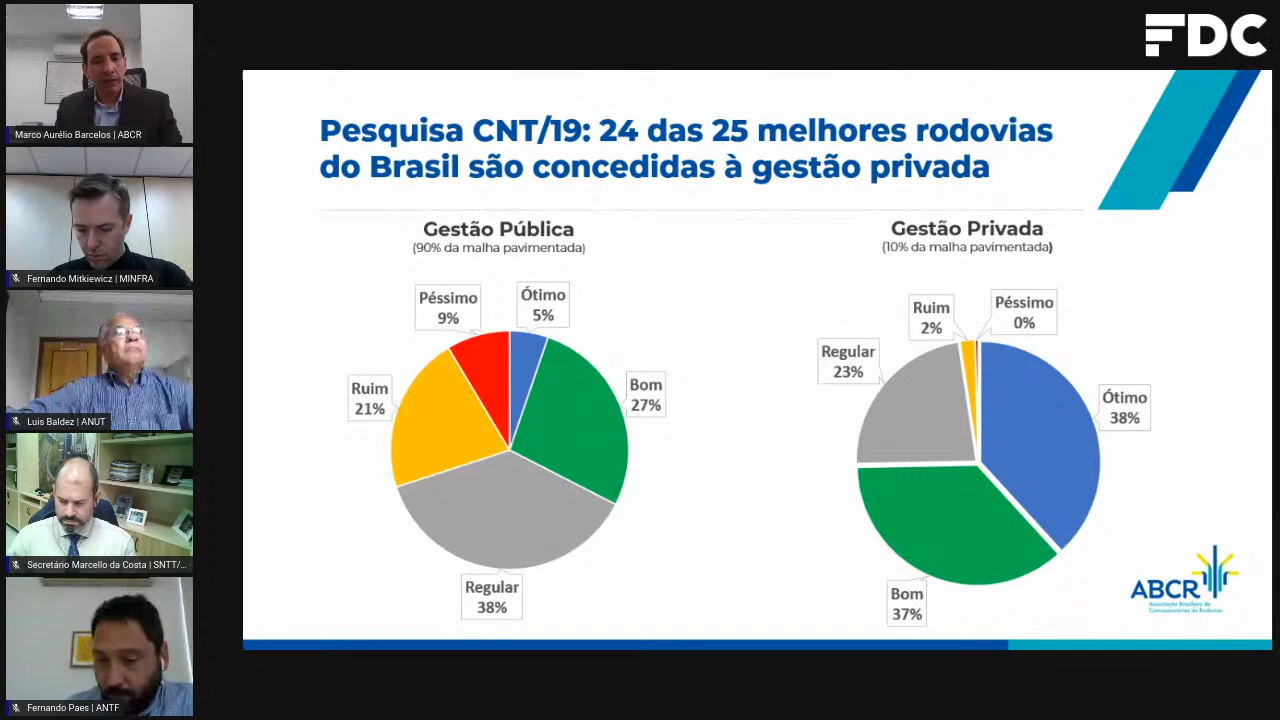 FDC
Marco Aurélio Barcelos | ABCR
Fernando Mitkiewicz | MINFRA
Luis Baldez | ANUT
Secretário Marcello da Costa | SNTT/...
Fernando Paes | ANTF
Pesquisa CNT/19: 24 das 25 melhores rodovias
do Brasil são concedidas à gestão privada
Gestão Pública
(90% da malha pavimentada)
Péssimo
9%
Ótimo
5%
Ruim
21%
Bom
27%
Regular
38%
Gestão Privada
(10% da malha pavimentada)
Ruim
2%
Péssimo
0%
Regular
23%
Ótimo
38%
Bom
37%
ABCR
Associação Brasileira de
Concessionárias de Rodovias